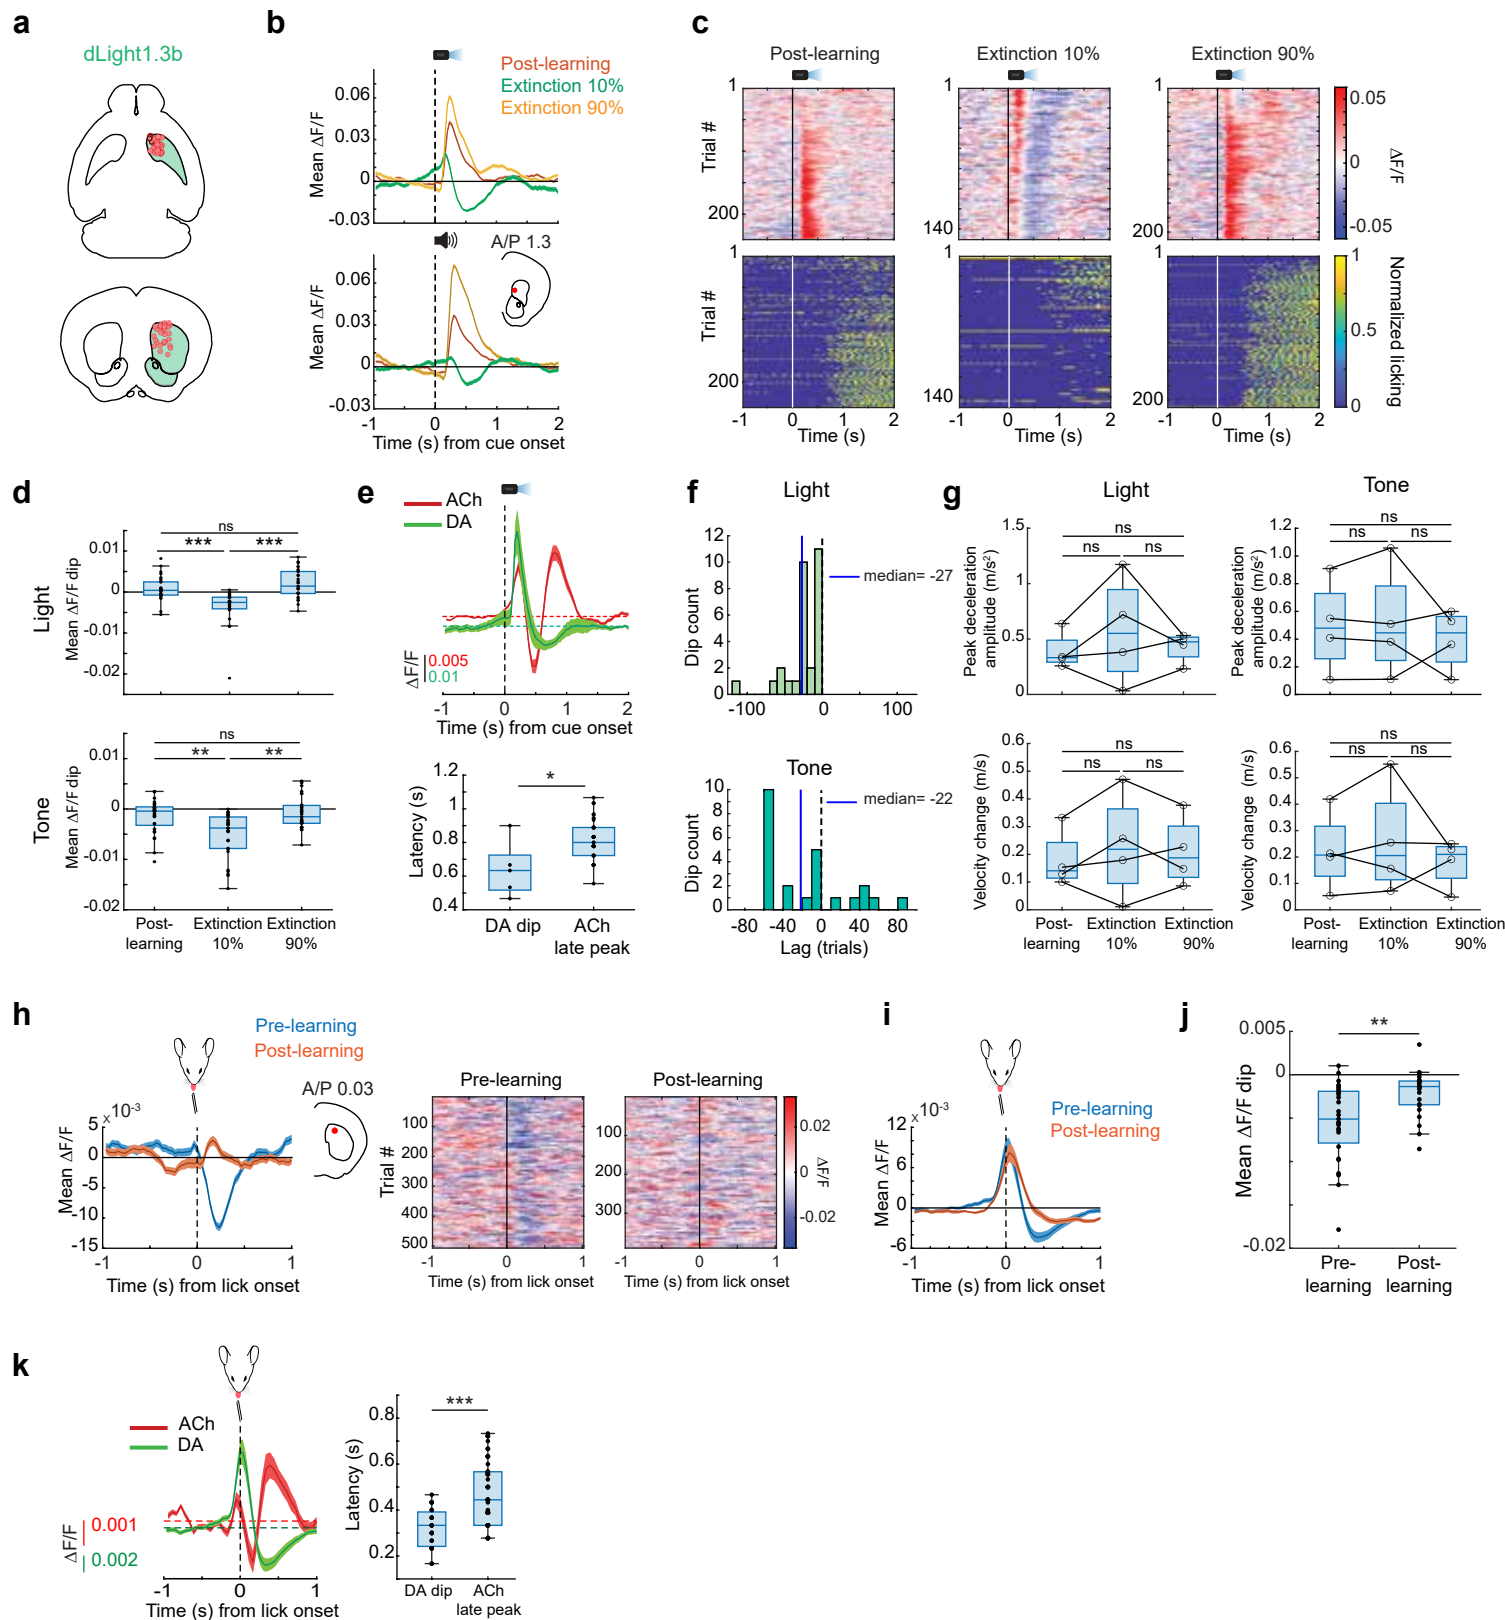 a
dLight1.3b
b
Post-learning
Extinction 10%
Extinction 90%
Mean ΔF/F
0.06
0.03
0
-0.03
A/P 1.3
Mean ΔF/F
0.06
0.03
0
-0.03
-1 0 1 2
Time (s) from cue onset
c
Post-learning Extinction 10% Extinction 90%
Trial #
1
200
1
140
1
200
0.05
0
-0.05
ΔF/F
Trial #
1
200
1
140
1
200
1
0.5
0
Normalized licking
-1 0 2 -1 0 1 2 -1 0 1 2
Time (s) Time (s) Time (s)
d
Light
Mean ΔF/F dip
0.01
0
-0.01
-0.02
ns
*** ***
Tone
Mean ΔF/F dip
0.01
0
-0.01
-0.02
ns
** **
Post-learning
Extinction 10%
Extinction 90%
e
ACh
DA
ΔF/F
0.005
0.01
-1 0 1 2
Time (s) from cue onset
Latency (s)
1.2
1
0.8
0.6
0.4
*
DA dip
ACh late peak
f
Light
Dip count
12
10
8
6
4
2
0
median= -27
-100 0 100
Tone
Dip count
10
8
6
4
2
0
median= -22
-80 -40 0 40 80
Lag (trials)
g
Light
Peak deceleration amplitude (m/s²)
1.5
1
0.5
0
ns
ns ns
Tone
Peak deceleration amplitude (m/s²)
1.2
1.0
0.8
0.6
0.4
0.2
0
ns
ns ns
Velocity change (m/s)
0.6
0.5
0.4
0.3
0.2
0.1
0
ns
ns ns
Post-learning
Extinction 10%
Extinction 90%
Velocity change (m/s)
0.6
0.5
0.4
0.3
0.2
0.1
0
ns
ns ns
Post-learning
Extinction 10%
Extinction 90%
h
Pre-learning
Post-learning
A/P 0.03
×10⁻³
Mean ΔF/F
5
0
-5
-10
-15
-1 0 1
Time (s) from lick onset
Pre-learning Post-learning
Trial #
100
200
300
400
500
100
200
300
0.02
0
-0.02
ΔF/F
-1 0 1 -1 0 1
Time (s) from lick onset Time (s) from lick onset
i
Pre-learning
Post-learning
×10⁻³
Mean ΔF/F
12
6
0
-6
-1 0 1
Time (s) from lick onset
j
Mean ΔF/F dip
0.005
0
-0.02
**
Pre-learning
Post-learning
k
ACh
DA
ΔF/F
0.001
0.002
-1 0 1
Time (s) from lick onset
Latency (s)
0.8
0.6
0.4
0.2
***
DA dip
ACh late peak